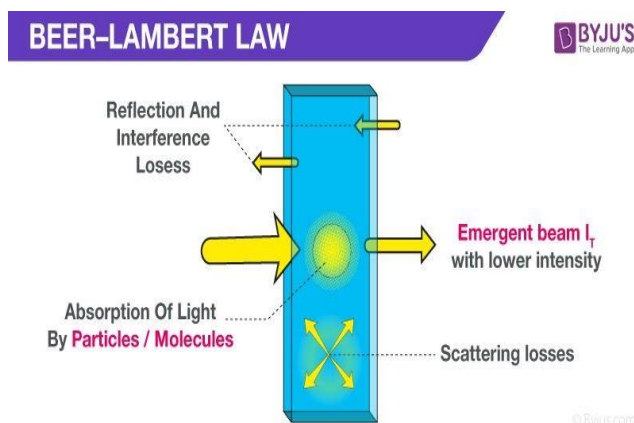 BEER–LAMBERT LAW
BYJU'S
The Learning App
Reflection And
Interference
Losess
Emergent beam I_T
with lower intensity
Absorption Of Light
By Particles / Molecules
Scattering losses
© Byjus.com